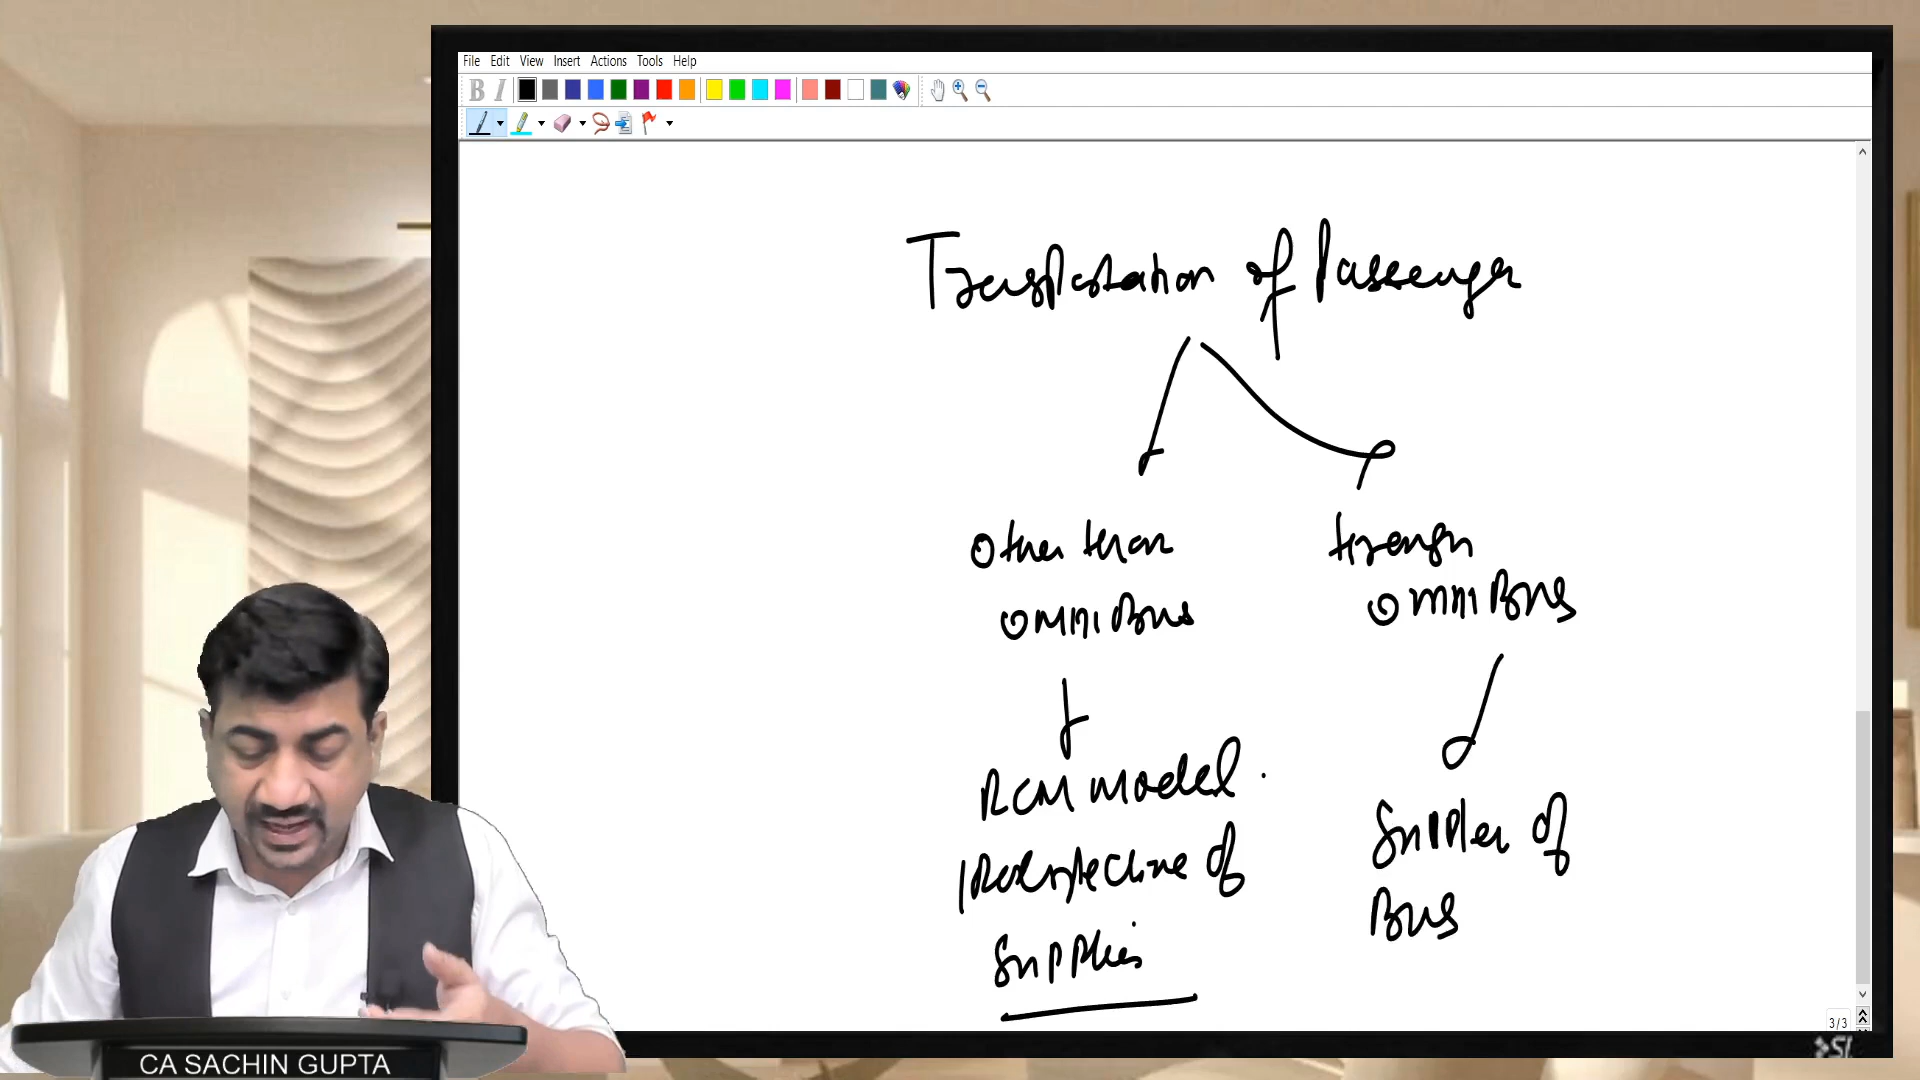 File Edit View Insert Actions Tools Help
B I
Transportation of Passenger
Other than
omniBus
through
omniBus
RCM model.
irrespective of
Supplier
Supplier of
Bus
3/3
CA SACHIN GUPTA